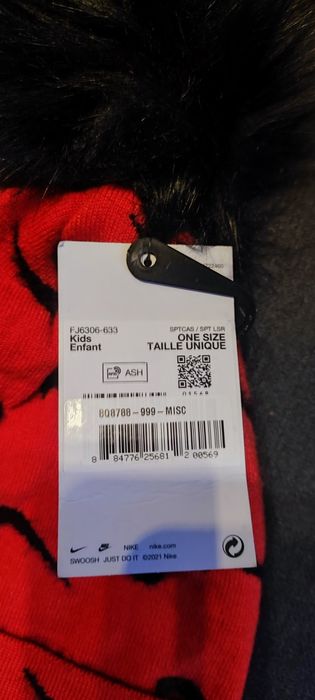 FJ6306-633
Kids
Enfant
SPTCAS / SPT LSR
ONE SIZE
TAILLE UNIQUE
ASH
808788-999-MISC
8 84776 25681 2 00569
NIKE nike.com
SWOOSH JUST DO IT ©2021 Nike